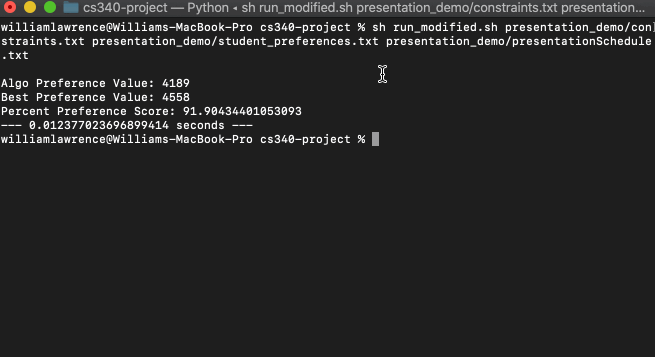 cs340-project — Python ◂ sh run_modified.sh presentation_demo/constraints.txt presentation...
williamlawrence@Williams-MacBook-Pro cs340-project % sh run_modified.sh presentation_demo/con
straints.txt presentation_demo/student_preferences.txt presentation_demo/presentationSchedule
.txt
Algo Preference Value: 4189
Best Preference Value: 4558
Percent Preference Score: 91.90434401053093
--- 0.012377023696899414 seconds ---
williamlawrence@Williams-MacBook-Pro cs340-project %